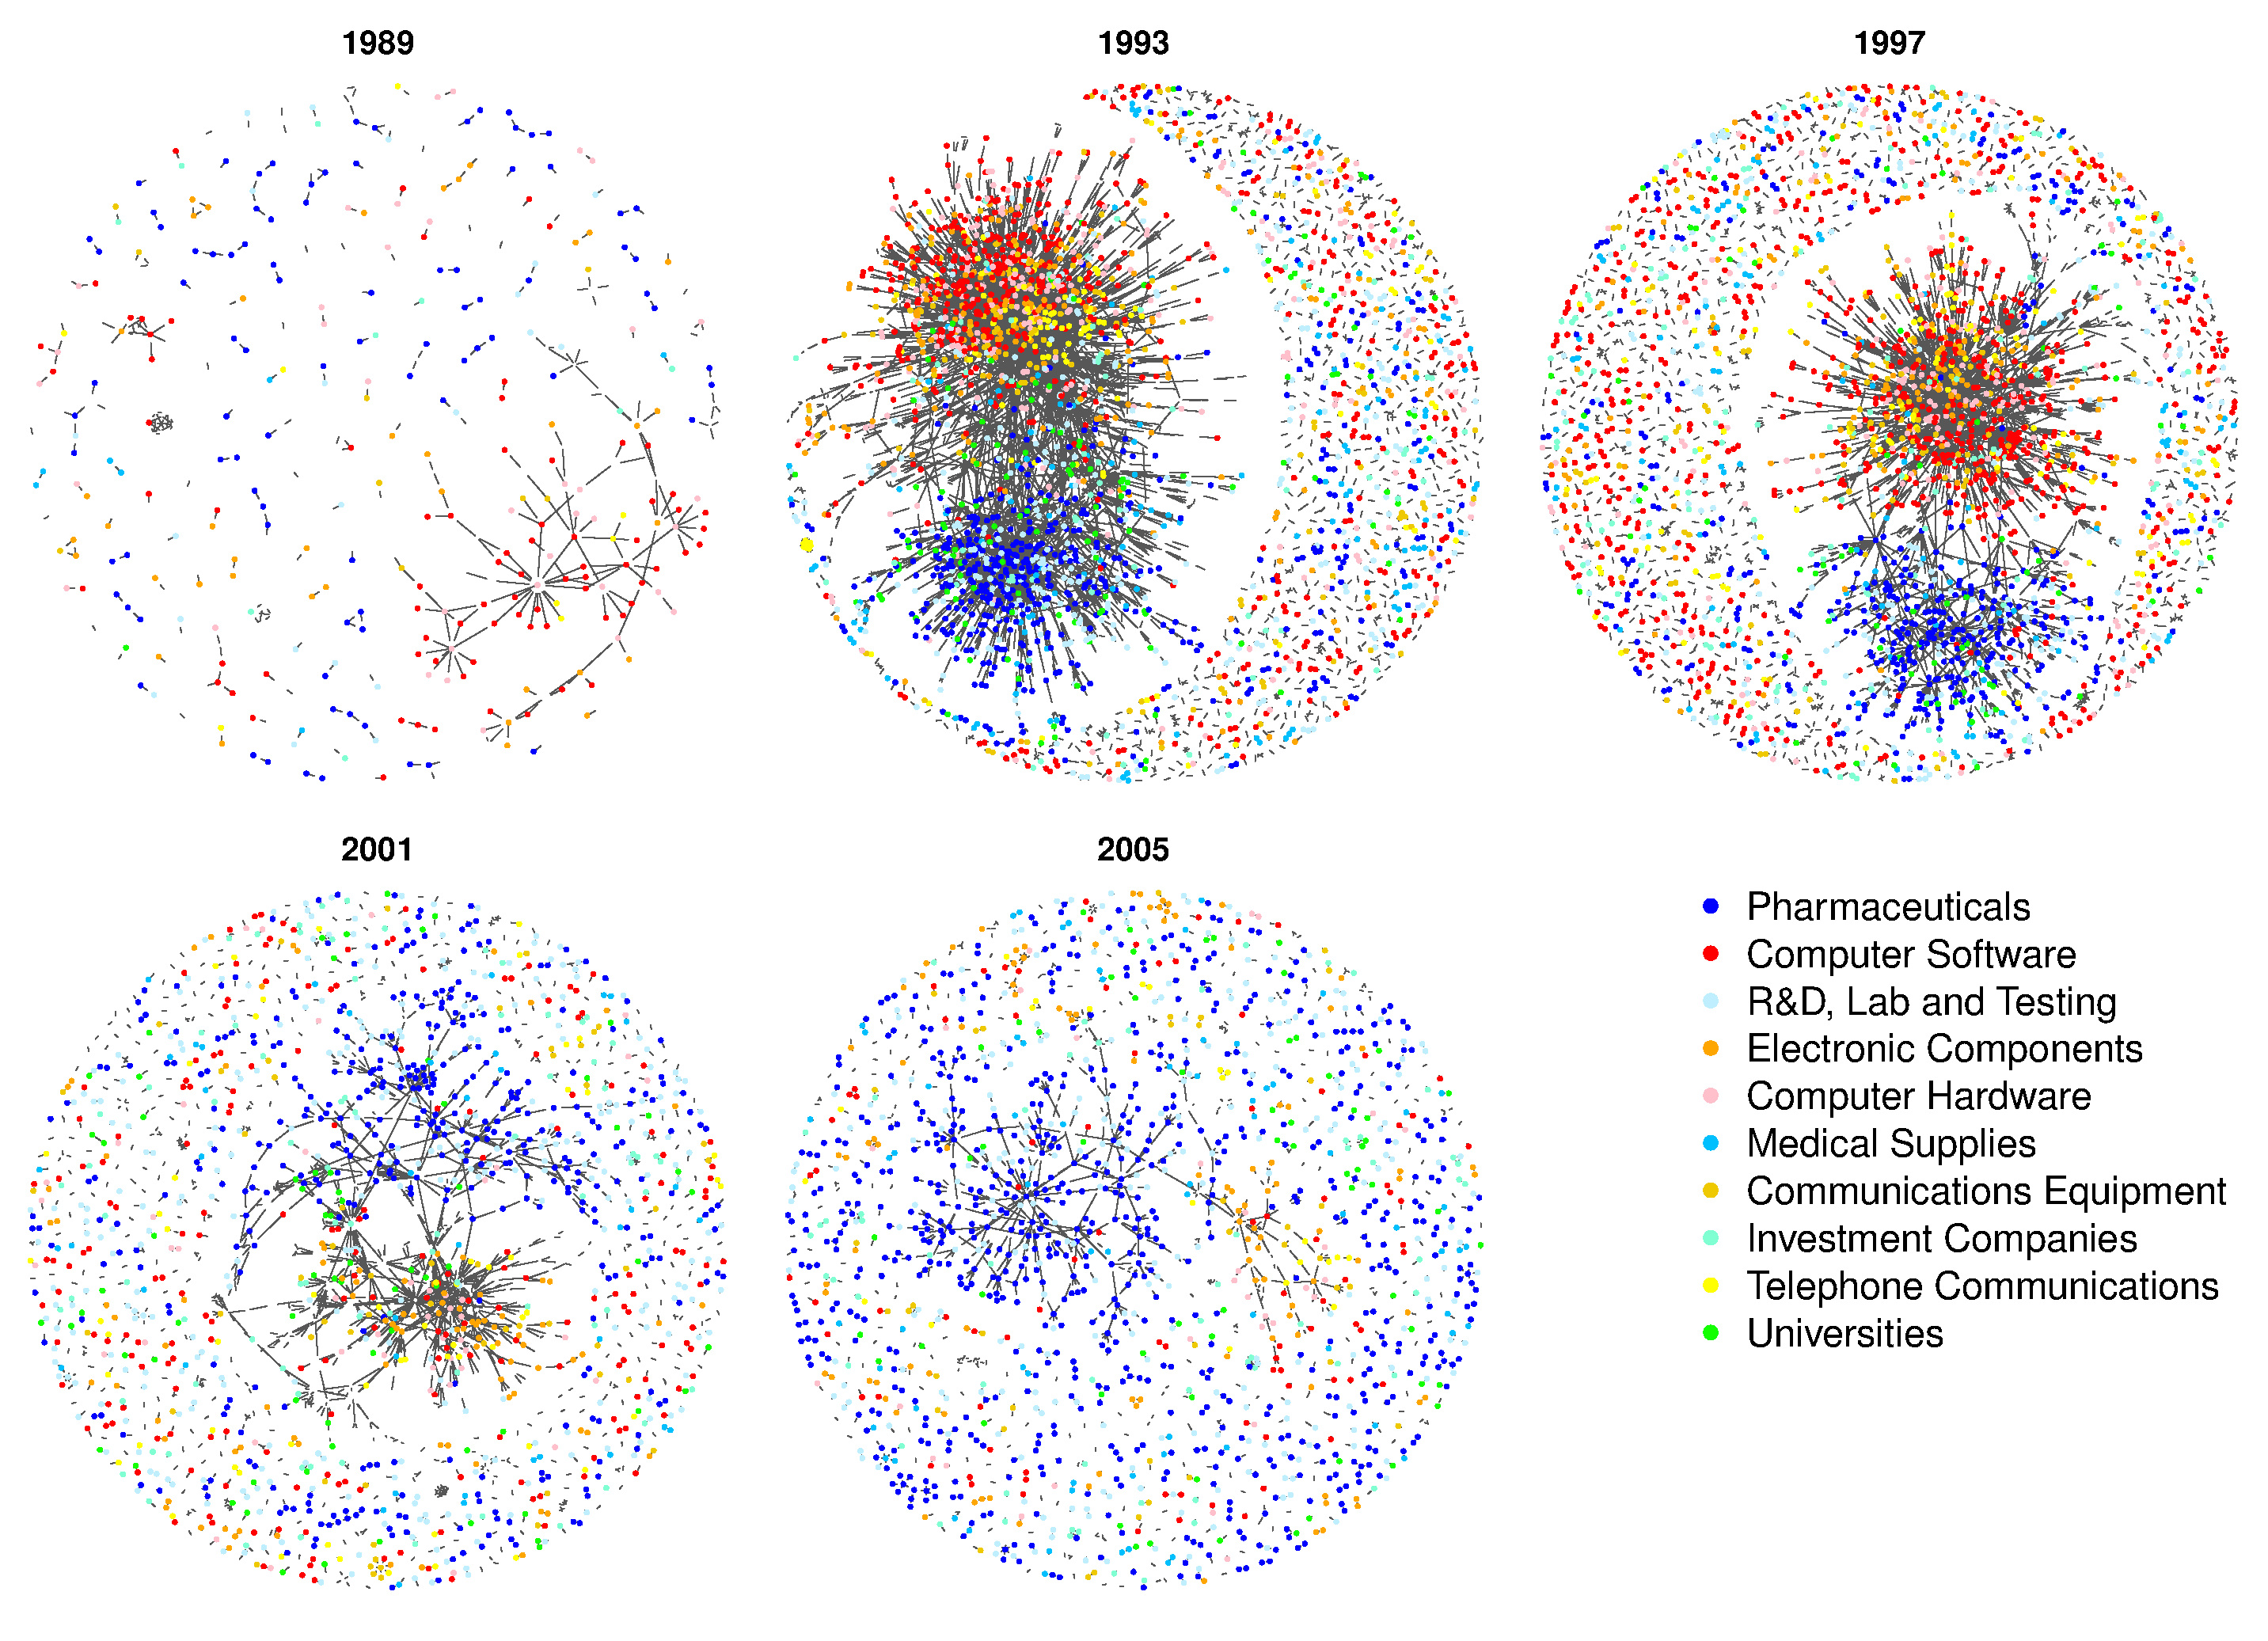 1989
1993
1997
2001
2005
Pharmaceuticals
Computer Software
R&D, Lab and Testing
Electronic Components
Computer Hardware
Medical Supplies
Communications Equipment
Investment Companies
Telephone Communications
Universities